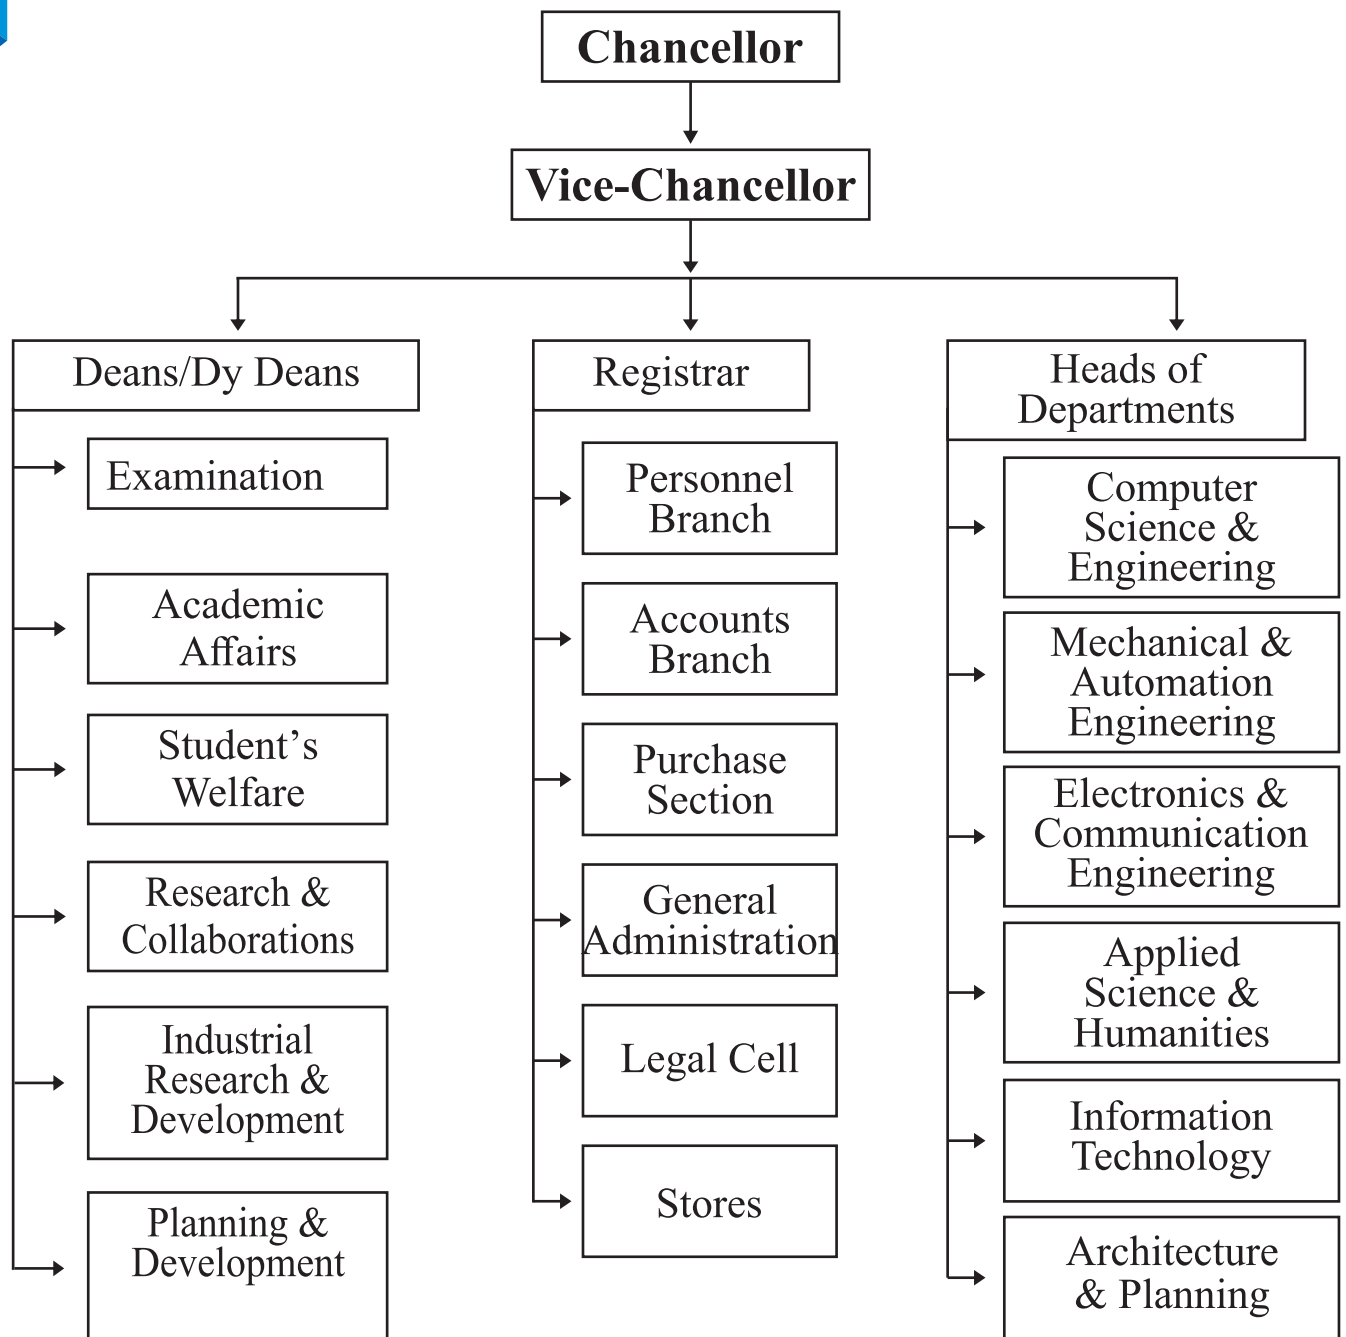 Chancellor
Vice-Chancellor
Deans/Dy Deans
Examination
Academic
Affairs
Student’s
Welfare
Research &
Collaborations
Industrial
Research &
Development
Planning &
Development
Registrar
Personnel
Branch
Accounts
Branch
Purchase
Section
General
Administration
Legal Cell
Stores
Heads of
Departments
Computer
Science &
Engineering
Mechanical &
Automation
Engineering
Electronics &
Communication
Engineering
Applied
Science &
Humanities
Information
Technology
Architecture
& Planning